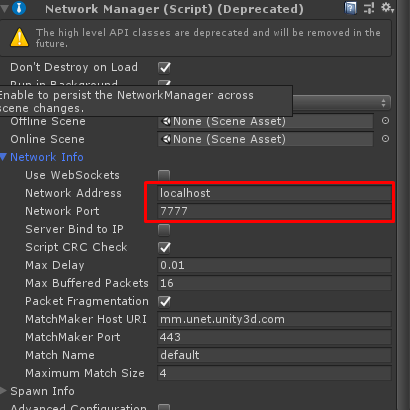 Network Manager (Script) (Deprecated)
The high level API classes are deprecated and will be removed in the
future.
Don't Destroy on Load
Run in Background
Enable to persist the NetworkManager across
scene changes.
Offline Scene None (Scene Asset)
Online Scene None (Scene Asset)
Network Info
Use WebSockets
Network Address localhost
Network Port 7777
Server Bind to IP
Script CRC Check
Max Delay 0.01
Max Buffered Packets 16
Packet Fragmentation
MatchMaker Host URI mm.unet.unity3d.com
MatchMaker Port 443
Match Name default
Maximum Match Size 4
Spawn Info
Advanced Configuration